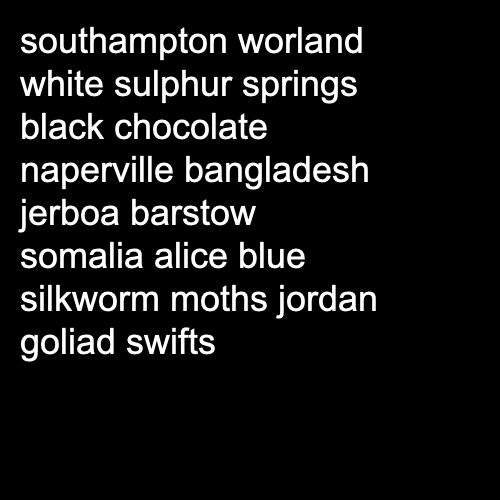 southampton worland
white sulphur springs
black chocolate
naperville bangladesh
jerboa barstow
somalia alice blue
silkworm moths jordan
goliad swifts